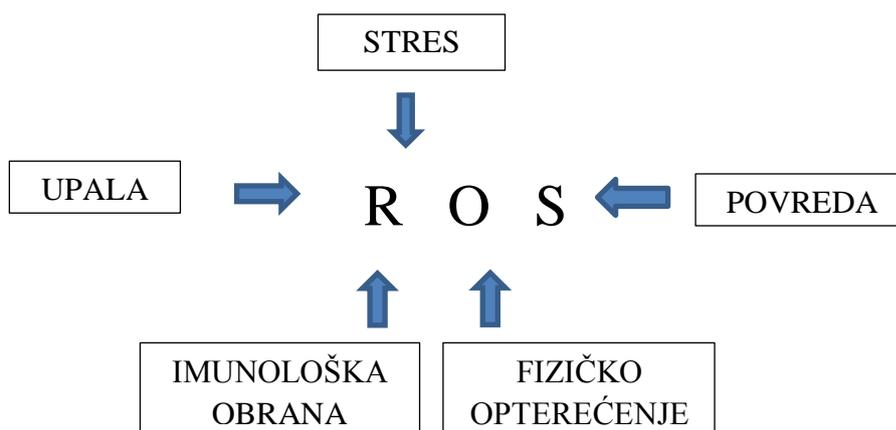 STRES
UPALA
R O S
POVREDA
IMUNOLOŠKA
OBRANA
FIZIČKO
OPTEREĆENJE